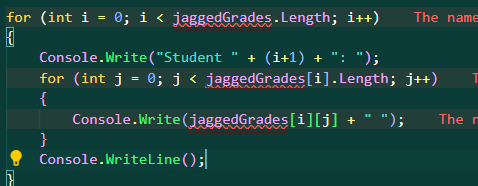 for (int i = 0; i < jaggedGrades.Length; i++) The name
{
Console.Write("Student " + (i+1) + ": ");
for (int j = 0; j < jaggedGrades[i].Length; j++) T
{
Console.Write(jaggedGrades[i][j] + " "); The n
}
Console.WriteLine();
}